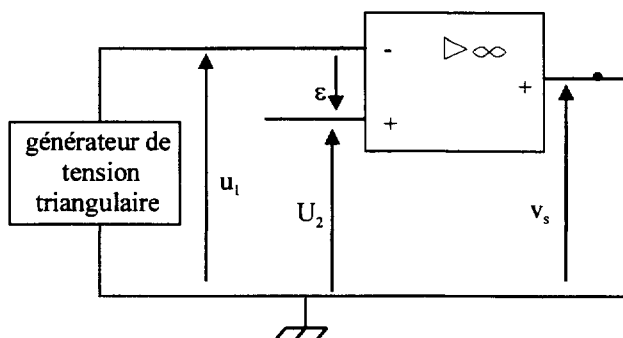 - ▷ ∞
ε
+
+
générateur de
tension
triangulaire
u₁
U₂
vₛ